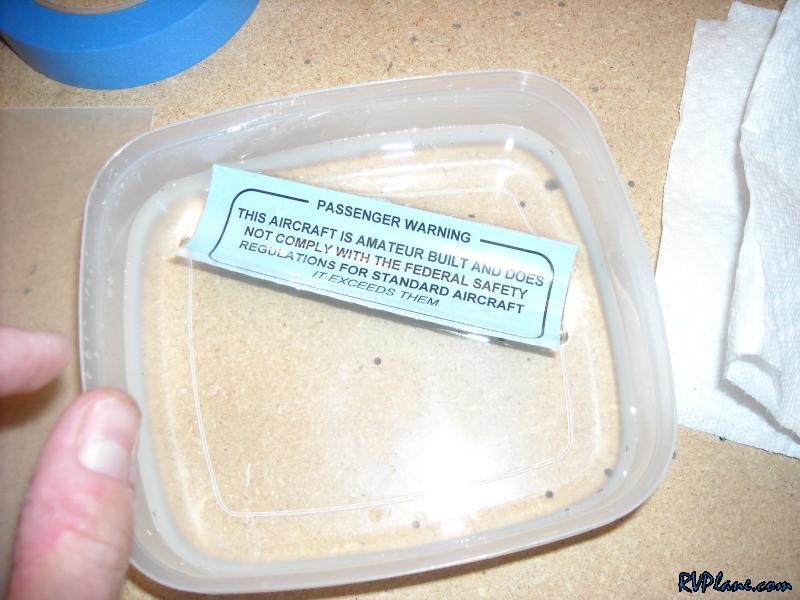 PASSENGER WARNING
THIS AIRCRAFT IS AMATEUR BUILT AND DOES
NOT COMPLY WITH THE FEDERAL SAFETY
REGULATIONS FOR STANDARD AIRCRAFT
IT EXCEEDS THEM
RVPlane.com